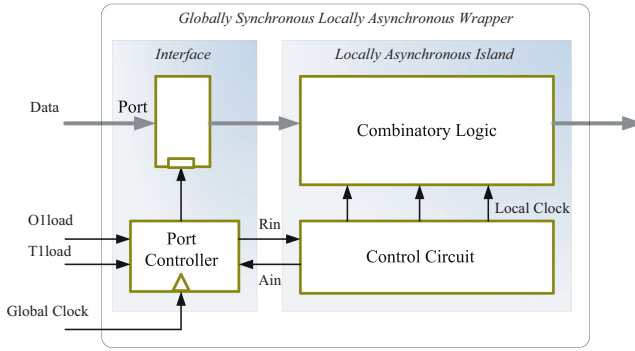 Globally Synchronous Locally Asynchronous Wrapper
Interface
Locally Asynchronous Island
Data
Port
Combinatory Logic
Local Clock
O1load
T1load
Port
Controller
Rin
Ain
Control Circuit
Global Clock